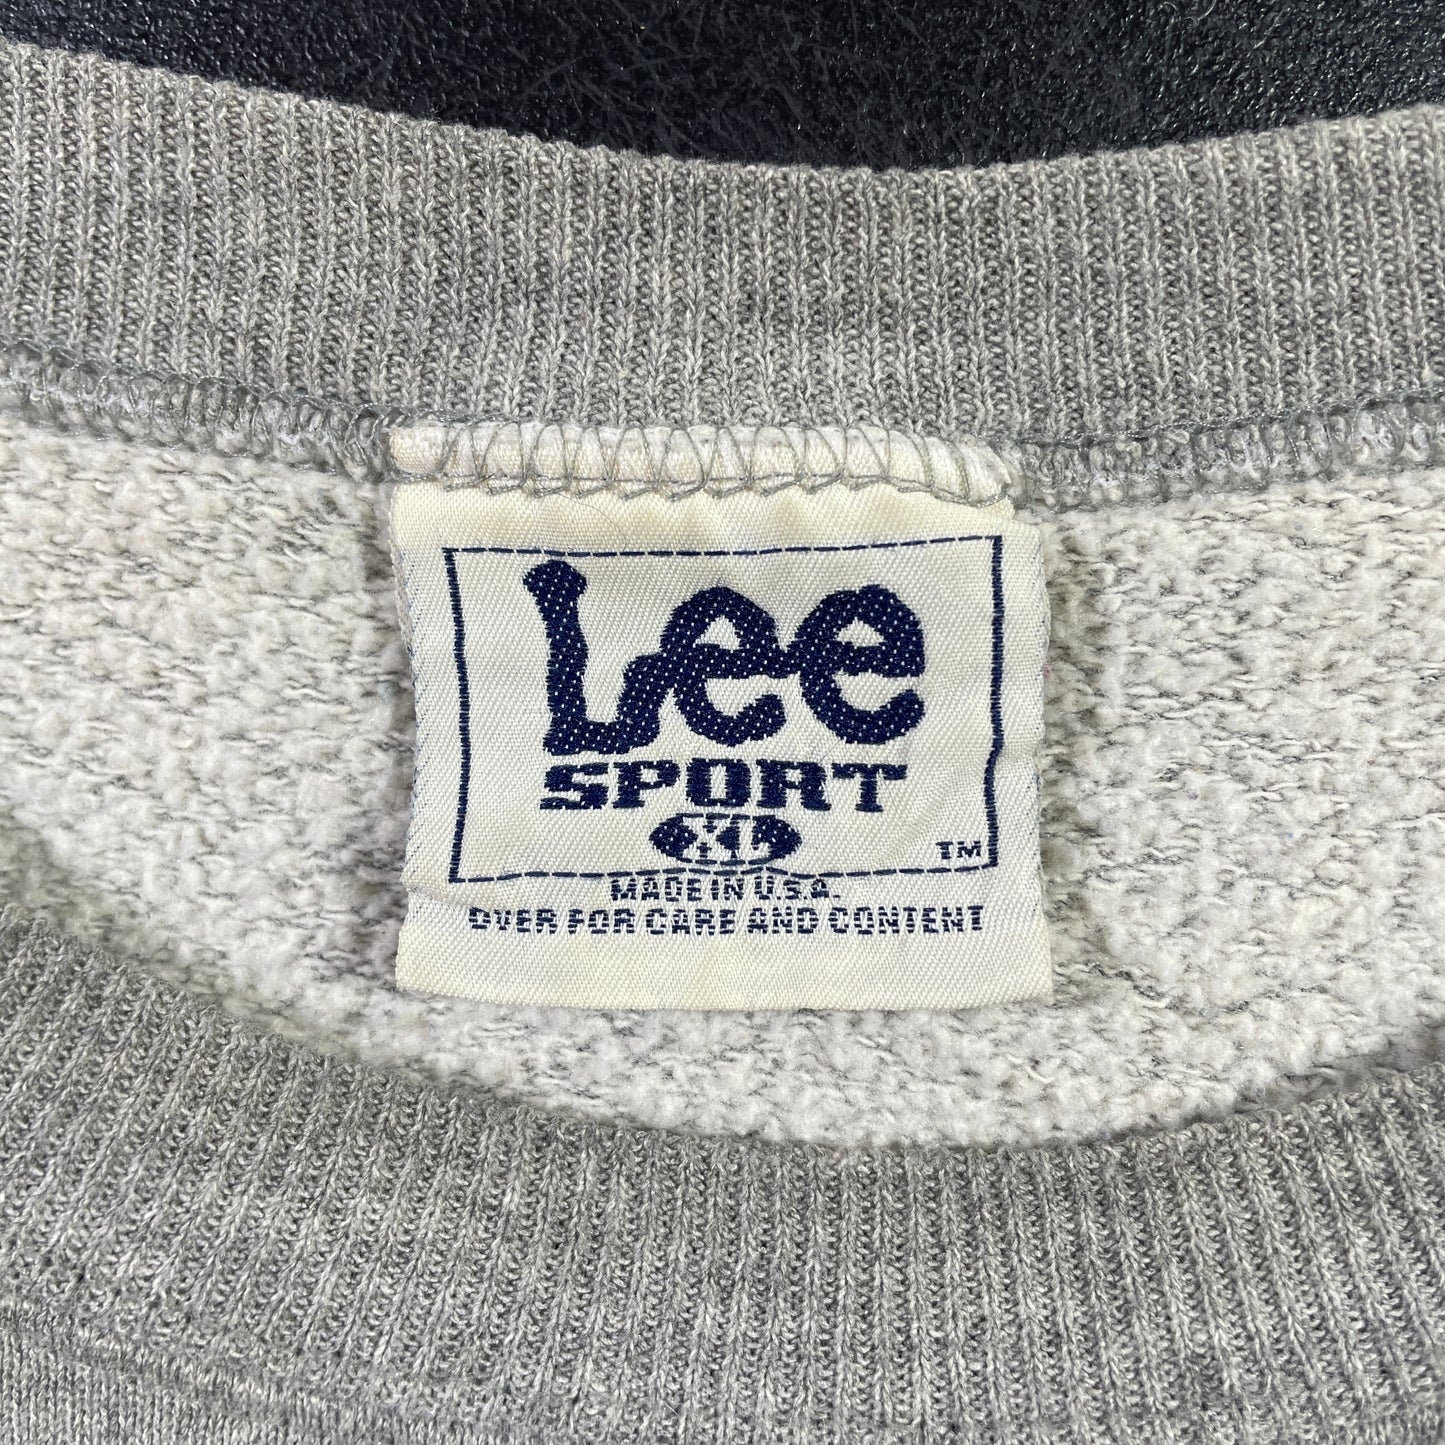 Lee
SPORT
XL
TM
MADE IN U.S.A.
OVER FOR CARE AND CONTENT